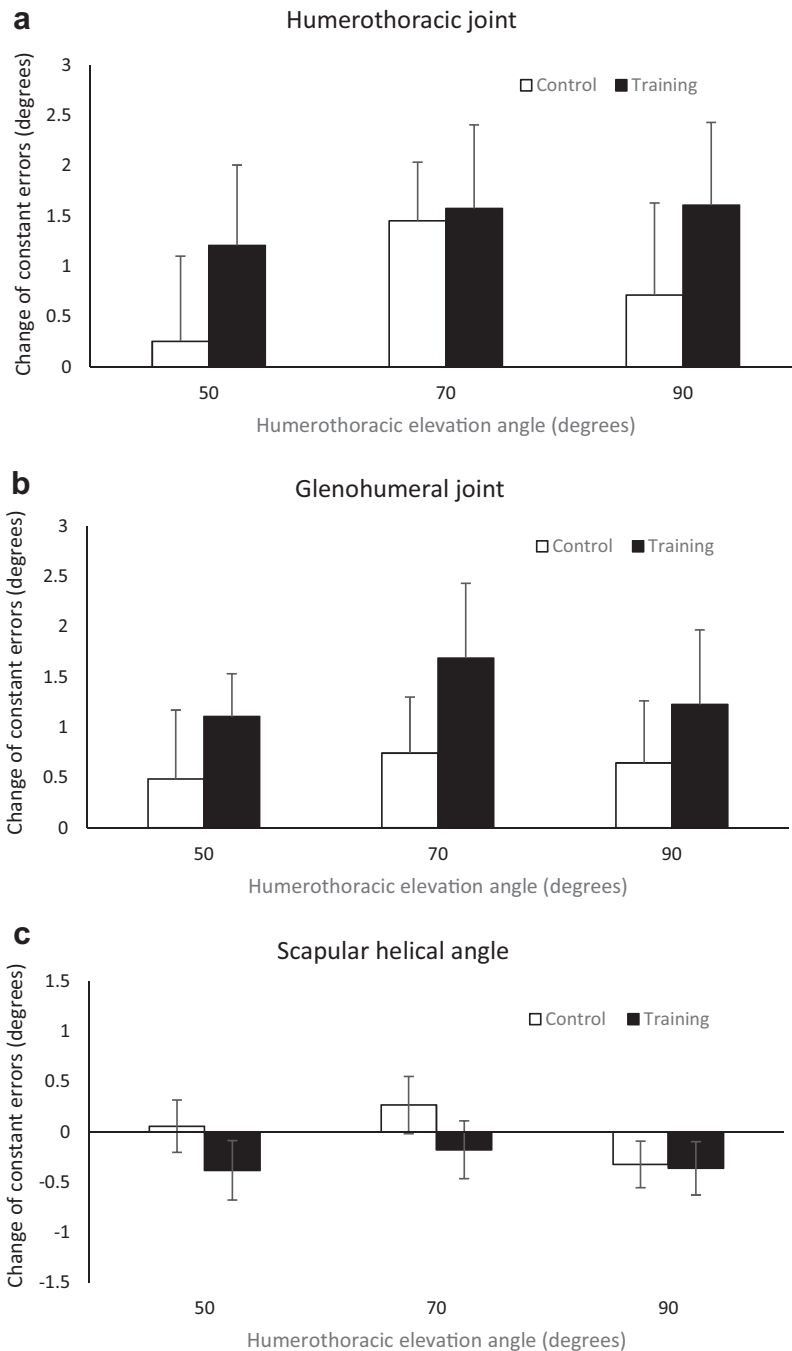 a
Humerothoracic joint
Change of constant errors (degrees)
3
2.5
2
1.5
1
0.5
0
Control Training
50 70 90
Humerothoracic elevation angle (degrees)
b
Glenohumeral joint
Change of constant errors (degrees)
3
2.5
2
1.5
1
0.5
0
Control Training
50 70 90
Humerothoracic elevation angle (degrees)
c
Scapular helical angle
Change of constant errors (degrees)
1.5
1
0.5
0
-0.5
-1
-1.5
Control Training
50 70 90
Humerothoracic elevation angle (degrees)